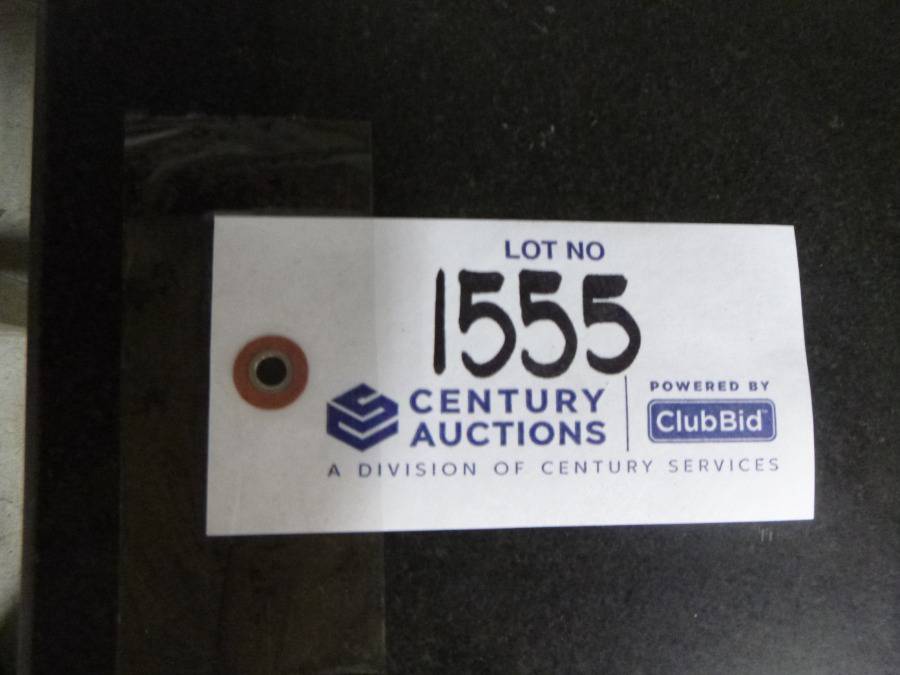 LOT NO
1555
CENTURY
AUCTIONS
POWERED BY
ClubBid™
A DIVISION OF CENTURY SERVICES